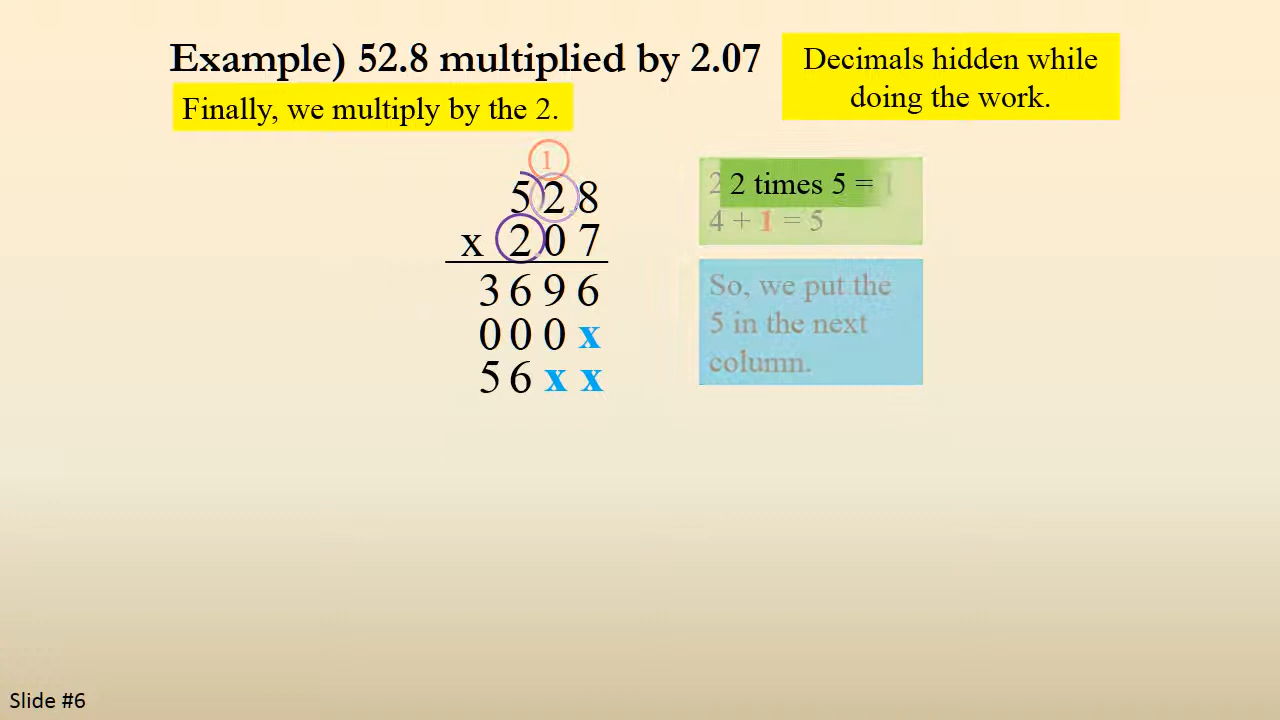 Example) 52.8 multiplied by 2.07
Decimals hidden while
doing the work.
Finally, we multiply by the 2.
1
528
x 207
3696
000x
56xx
2 2 times 5 = 1
4 + 1 = 5
So, we put the
5 in the next
column.
Slide #6